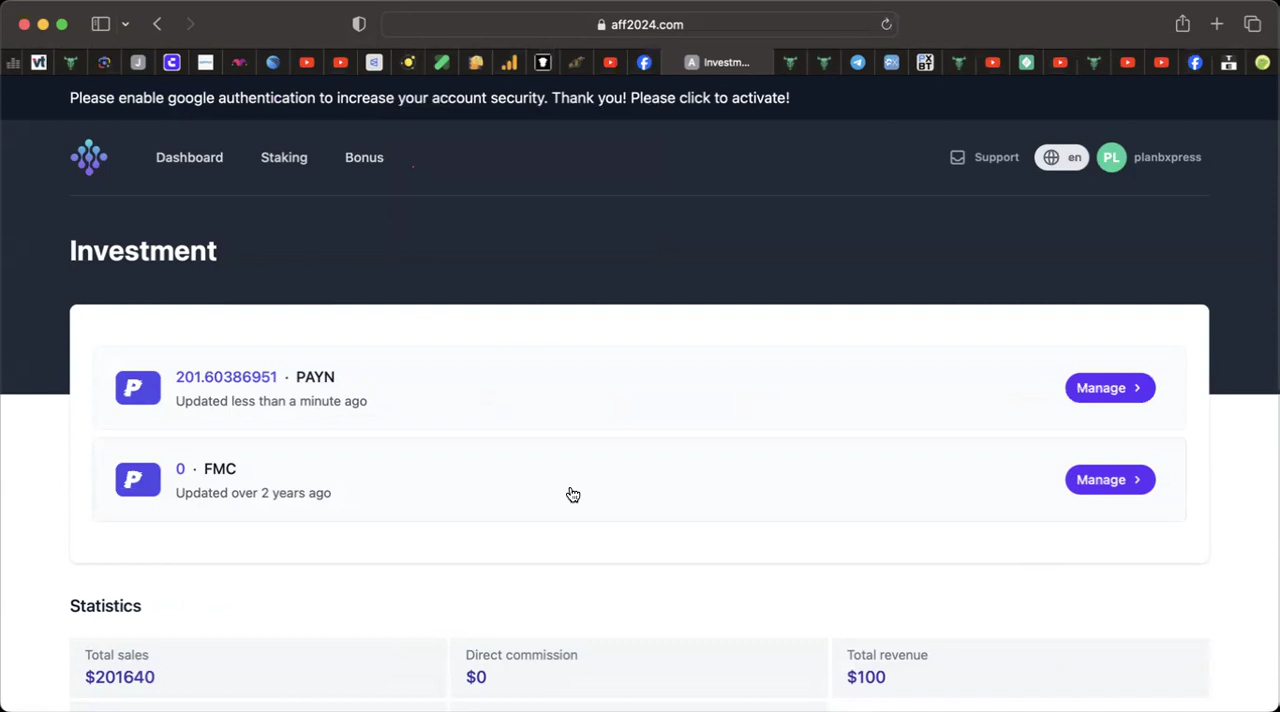 aff2024.com
Investm...
Please enable google authentication to increase your account security. Thank you! Please click to activate!
Dashboard
Staking
Bonus
Support
en
PL
planbxpress
Investment
201.60386951 · PAYN
Updated less than a minute ago
Manage
0 · FMC
Updated over 2 years ago
Manage
Statistics
Total sales
$201640
Direct commission
$0
Total revenue
$100